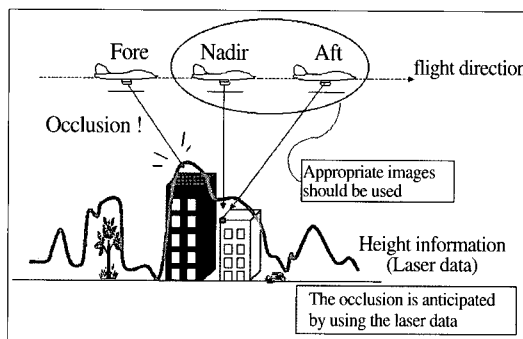 Fore Nadir Aft
flight direction
Occlusion !
Appropriate images
should be used
Height information
(Laser data)
The occlusion is anticipated
by using the laser data